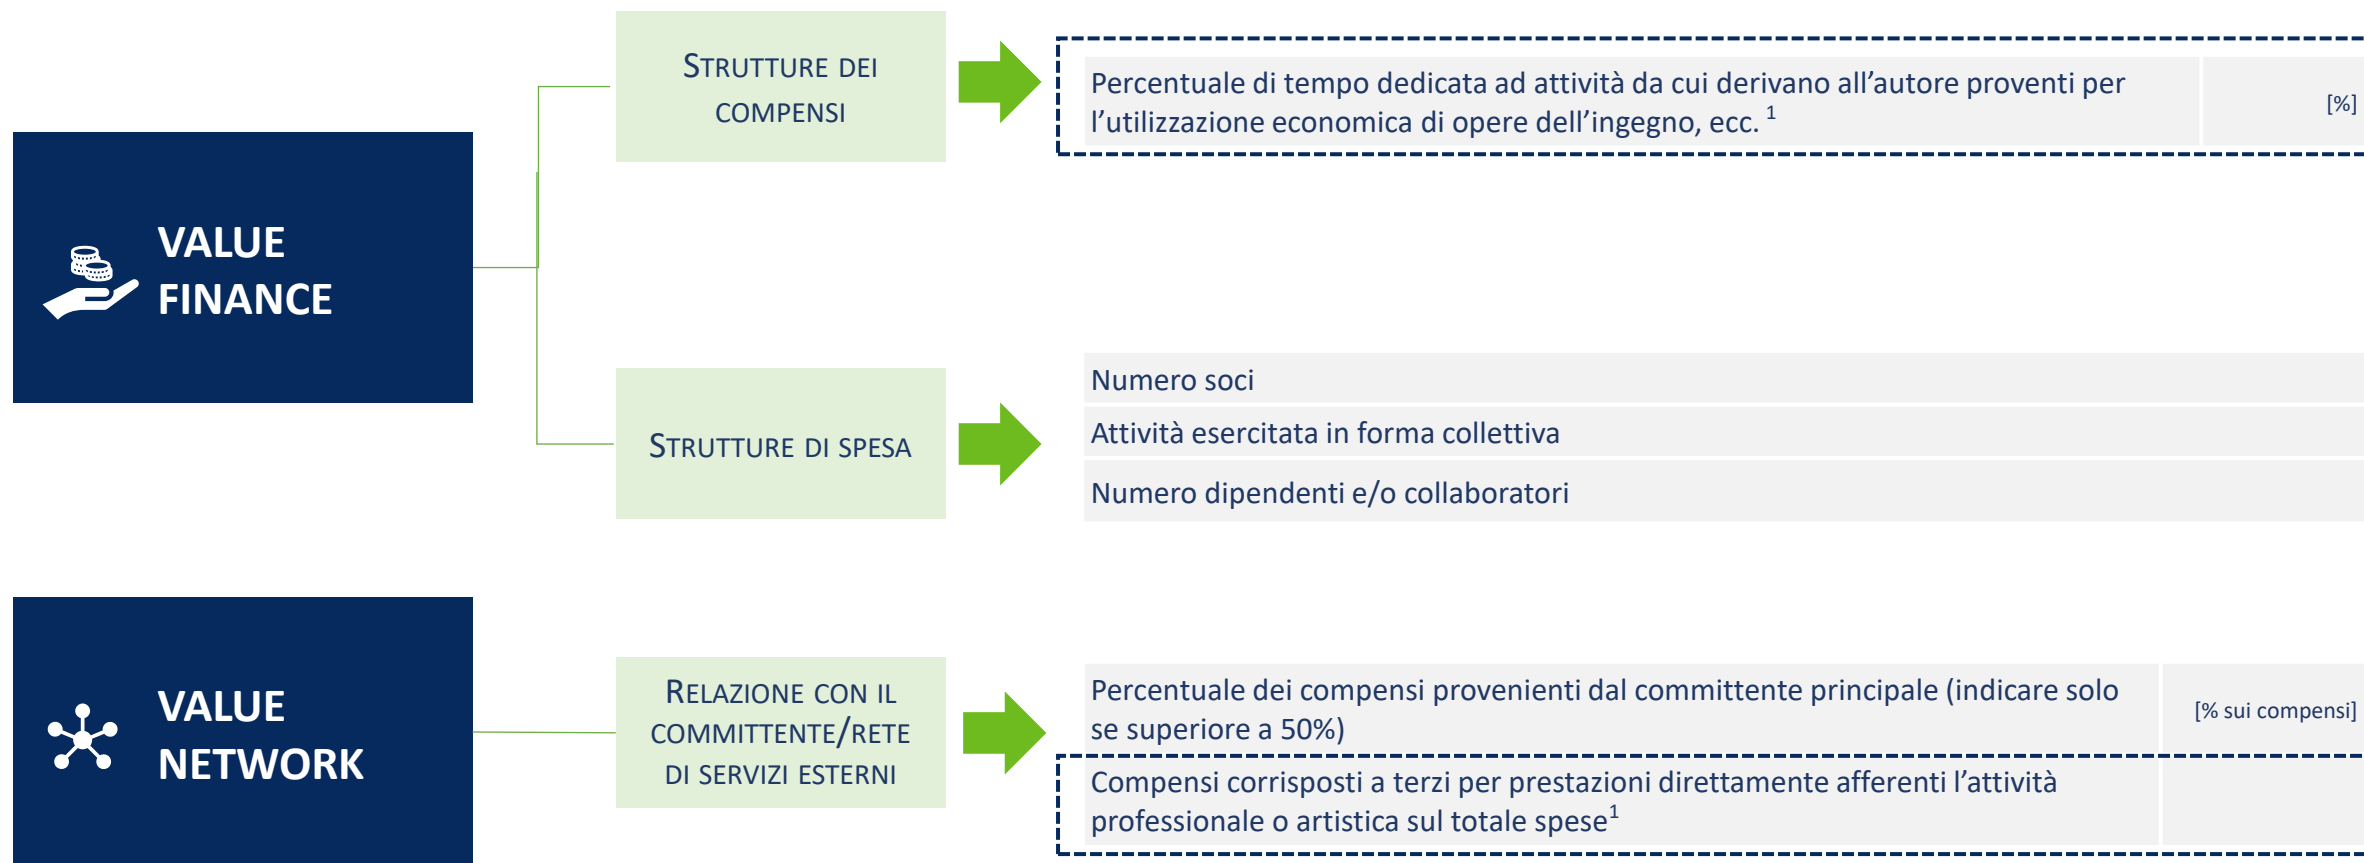 VALUE
FINANCE
STRUTTURE DEI
COMPENSI
Percentuale di tempo dedicata ad attività da cui derivano all’autore proventi per
l’utilizzazione economica di opere dell’ingegno, ecc. 1
[%]
STRUTTURE DI SPESA
Numero soci
Attività esercitata in forma collettiva
Numero dipendenti e/o collaboratori
VALUE
NETWORK
RELAZIONE CON IL
COMMITTENTE/RETE
DI SERVIZI ESTERNI
Percentuale dei compensi provenienti dal committente principale (indicare solo
se superiore a 50%)
[% sui compensi]
Compensi corrisposti a terzi per prestazioni direttamente afferenti l’attività
professionale o artistica sul totale spese1